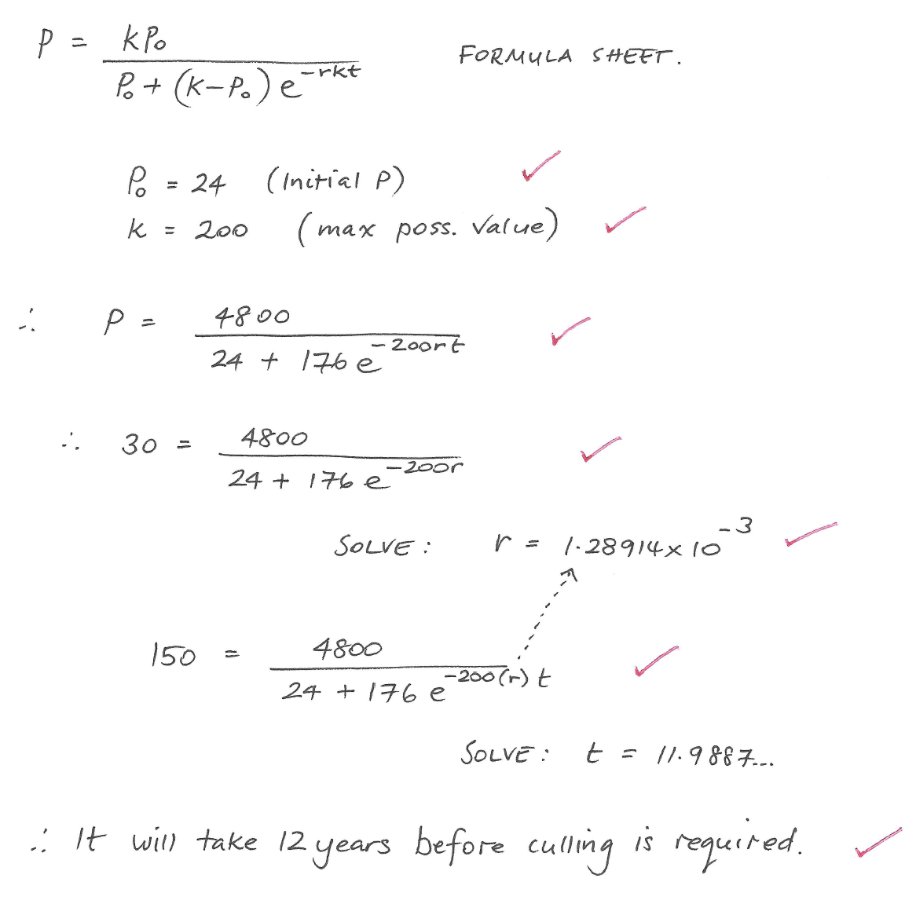 P = kP₀ / (P₀ + (k−P₀) e^(−rkt))    FORMULA SHEET.
P₀ = 24 (Initial P) ✓
k = 200 (max poss. value) ✓
∴ P = 4800 / (24 + 176 e^(−200rt)) ✓
∴ 30 = 4800 / (24 + 176 e^(−200r)) ✓
SOLVE : r = 1.28914 × 10^(−3) ✓
150 = 4800 / (24 + 176 e^(−200(r)t)) ✓
SOLVE : t = 11.9887...
∴ It will take 12 years before culling is required. ✓